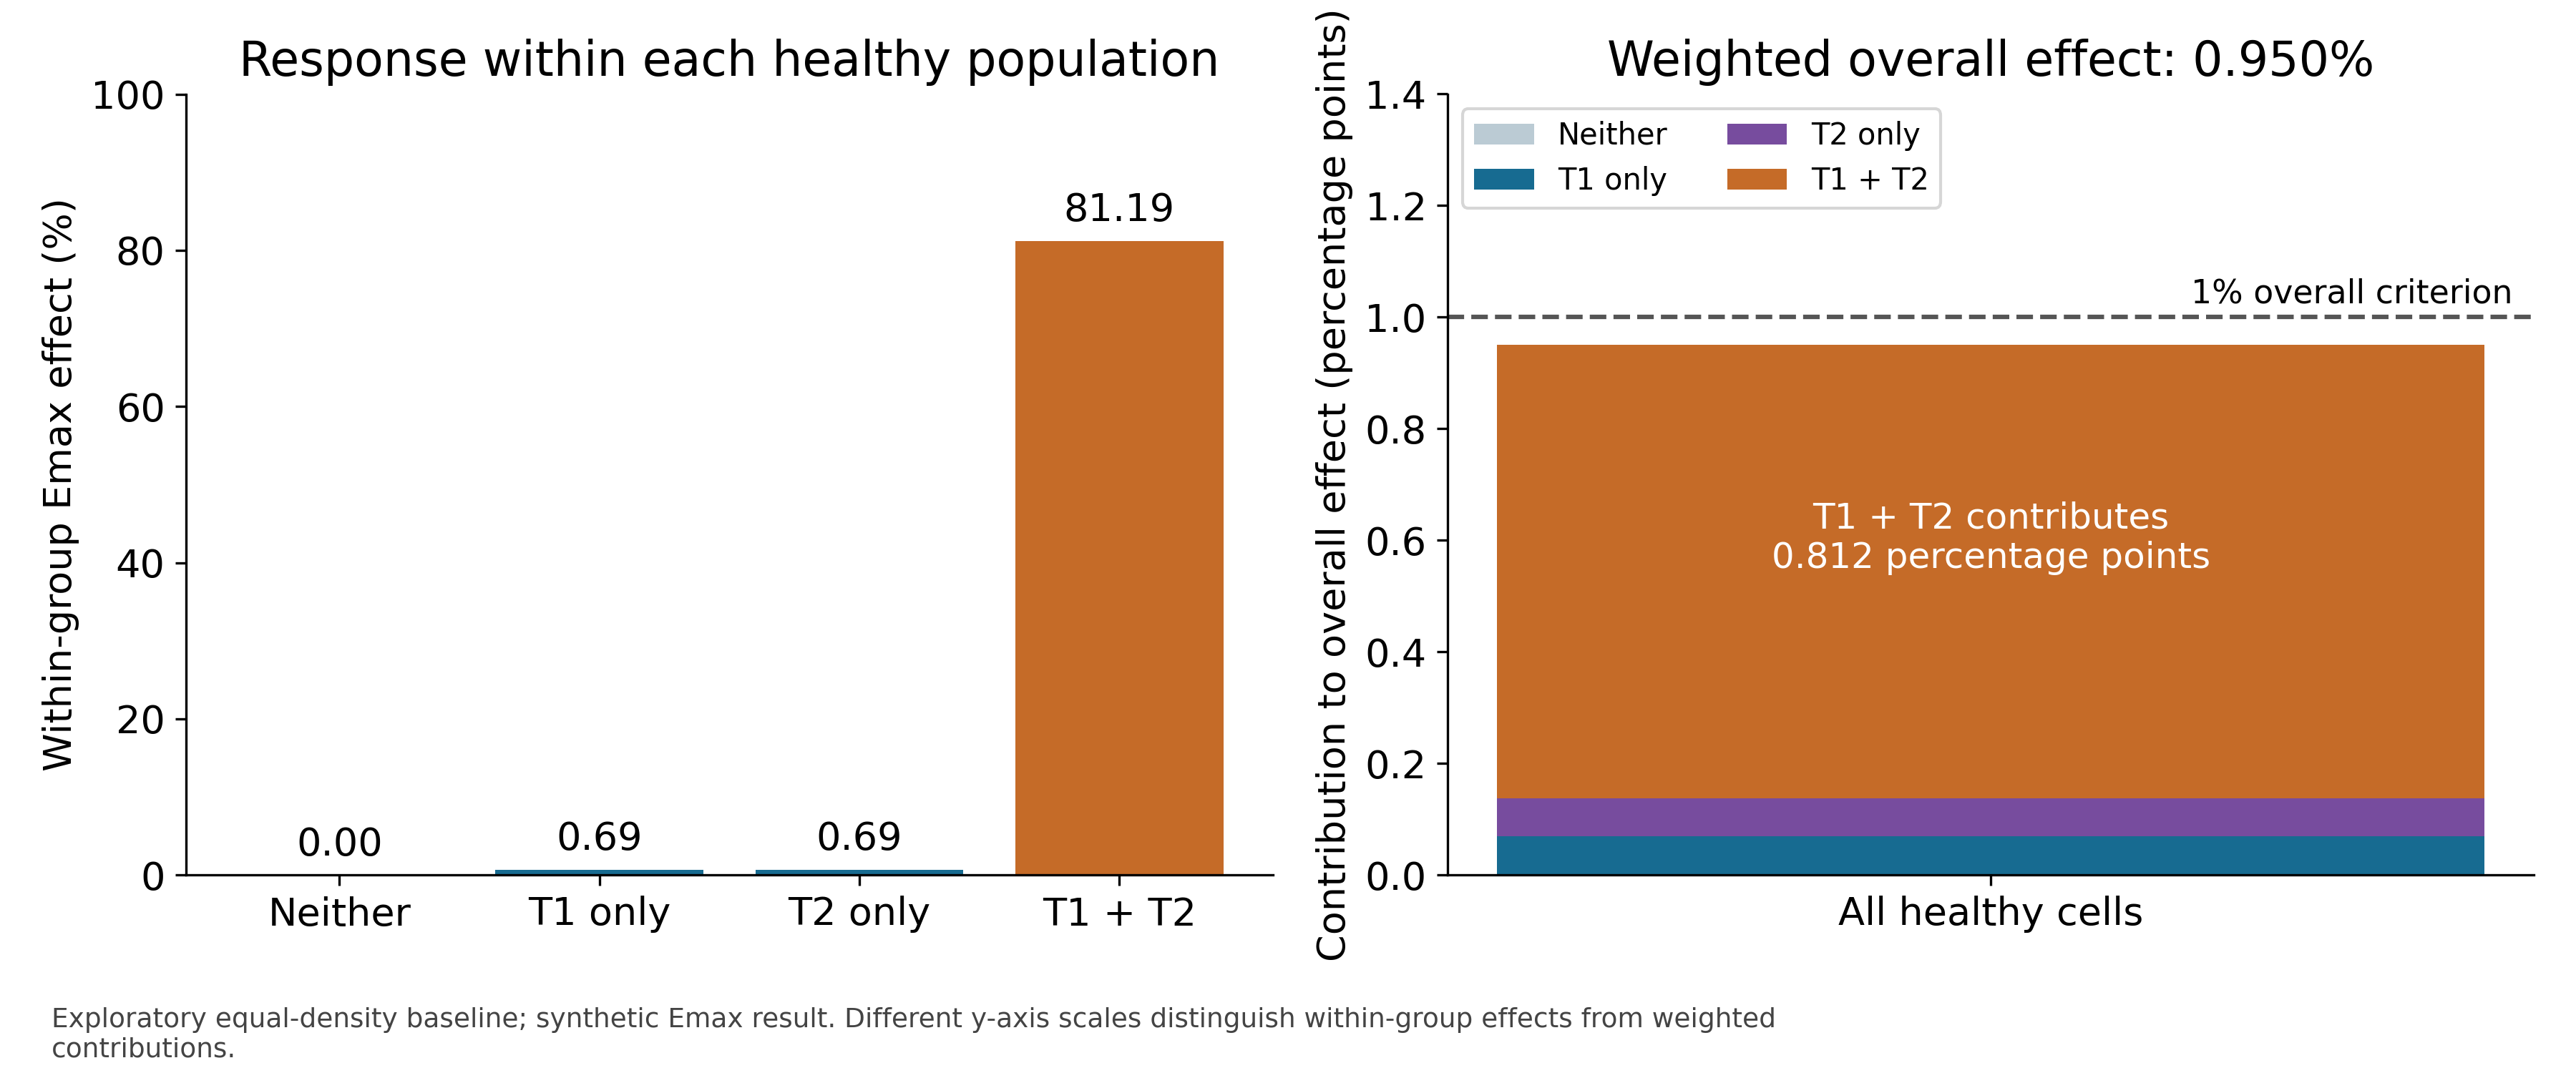 Response within each healthy population
Within-group Emax effect (%)
100
80
60
40
20
0
0.00
0.69
0.69
81.19
Neither
T1 only
T2 only
T1 + T2
Weighted overall effect: 0.950%
Contribution to overall effect (percentage points)
1.4
1.2
1.0
0.8
0.6
0.4
0.2
0.0
Neither
T1 only
T2 only
T1 + T2
1% overall criterion
T1 + T2 contributes
0.812 percentage points
All healthy cells
Exploratory equal-density baseline; synthetic Emax result. Different y-axis scales distinguish within-group effects from weighted
contributions.